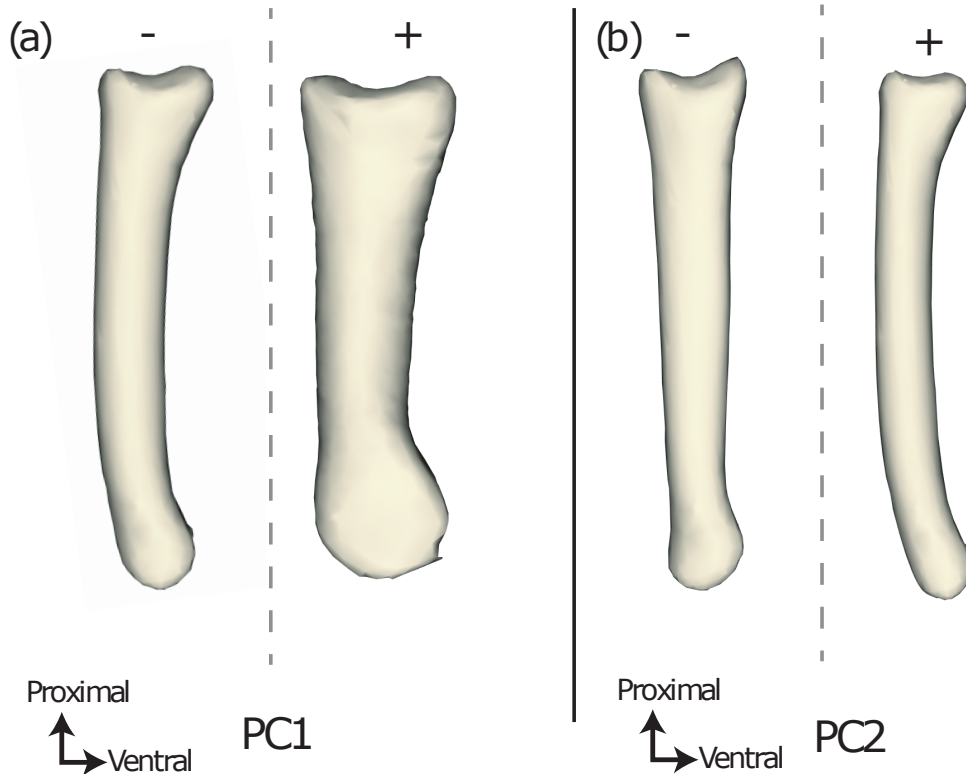 (a) - +
(b) - +
Proximal
Ventral
PC1
Proximal
Ventral
PC2